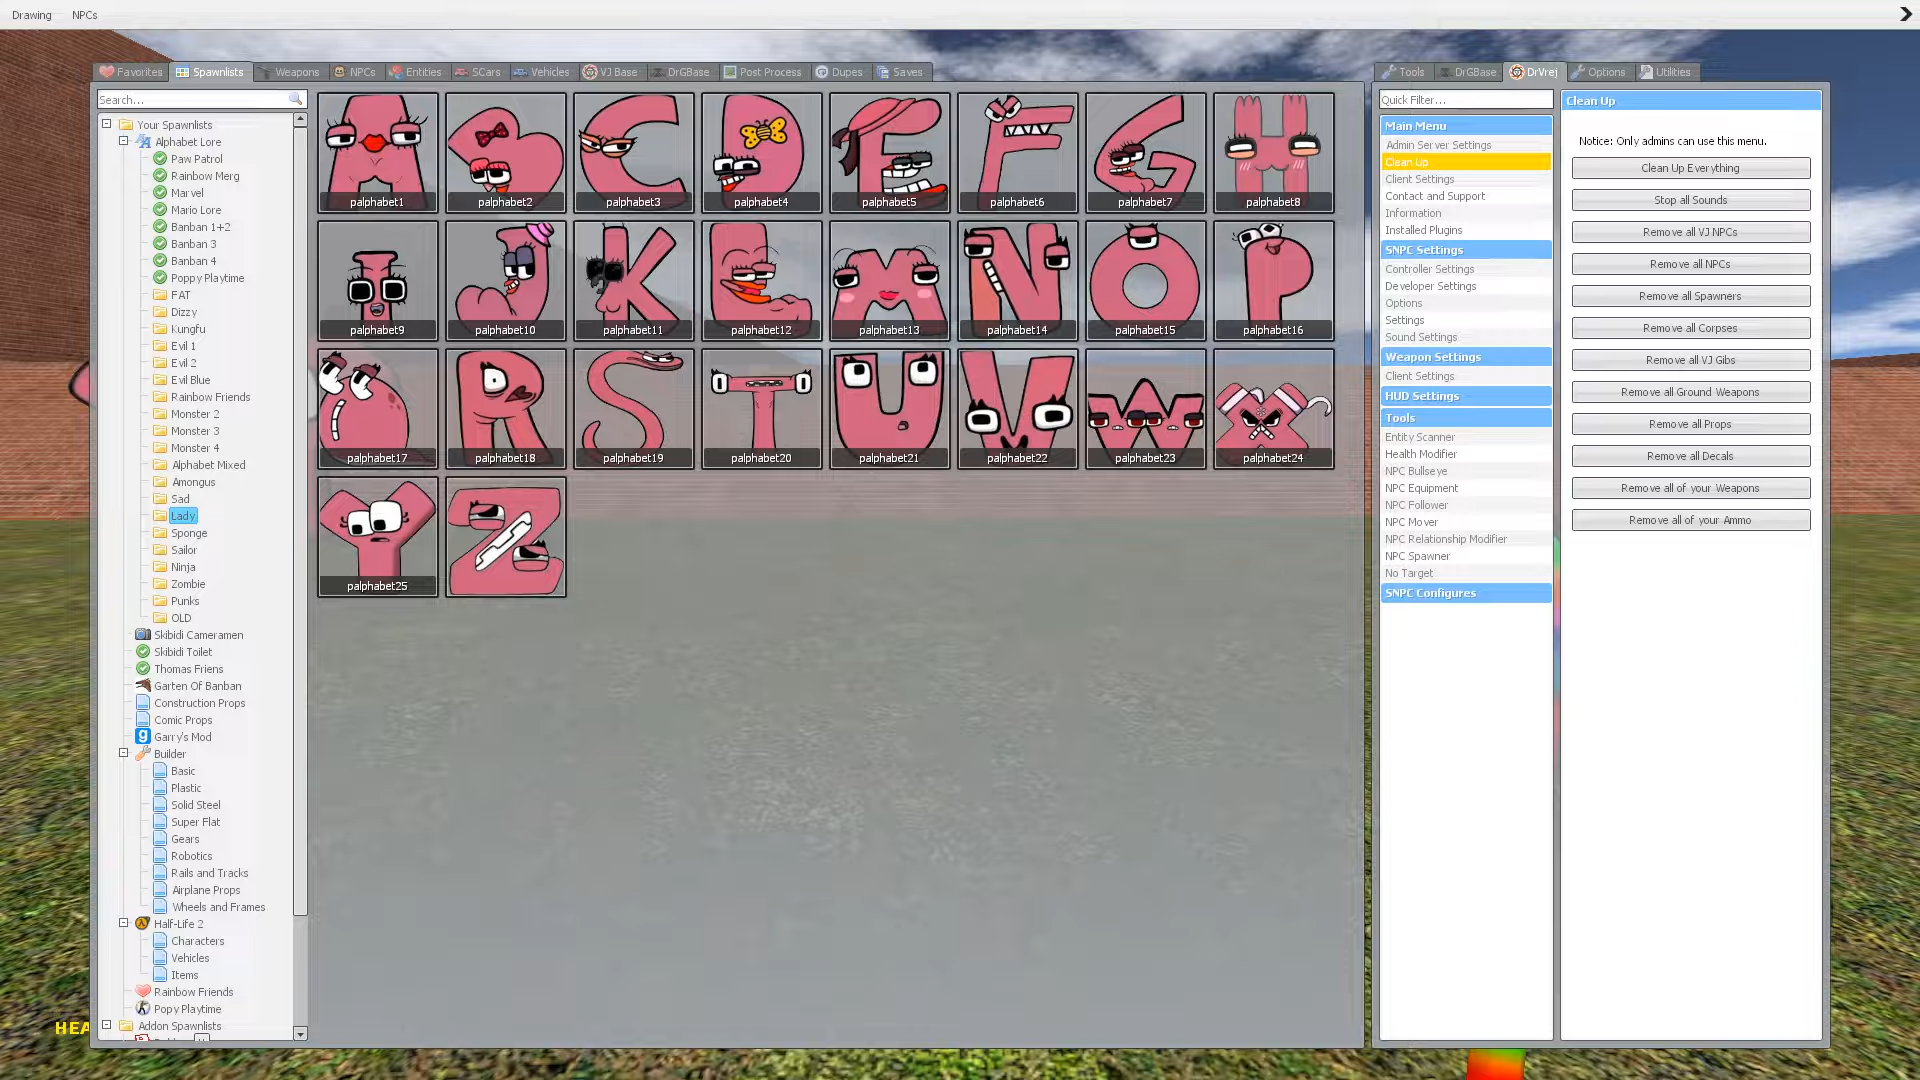 Drawing NPCs
Favorites Spawnlists Weapons NPCs Entities SCars Vehicles VJ Base DrGBase Post Process Dupes Saves
Tools DrGBase DrVrej Options Utilities
Search...
Your Spawnlists
Alphabet Lore
Paw Patrol
Rainbow Merg
Marvel
Mario Lore
Banban 1+2
Banban 3
Banban 4
Poppy Playtime
FAT
Dizzy
Kungfu
Evil 1
Evil 2
Evil Blue
Rainbow Friends
Monster 2
Monster 3
Monster 4
Alphabet Mixed
Amongus
Sad
Lady
Sponge
Sailor
Ninja
Zombie
Punks
OLD
Skibidi Cameramen
Skibidi Toilet
Thomas Friens
Garten Of Banban
Construction Props
Comic Props
Garry's Mod
Builder
Basic
Plastic
Solid Steel
Super Flat
Gears
Robotics
Rails and Tracks
Airplane Props
Wheels and Frames
Half-Life 2
Characters
Vehicles
Items
Rainbow Friends
Popy Playtime
Addon Spawnlists
palphabet1 palphabet2 palphabet3 palphabet4 palphabet5 palphabet6 palphabet7 palphabet8
palphabet9 palphabet10 palphabet11 palphabet12 palphabet13 palphabet14 palphabet15 palphabet16
palphabet17 palphabet18 palphabet19 palphabet20 palphabet21 palphabet22 palphabet23 palphabet24
palphabet25
Quick Filter...
Main Menu
Admin Server Settings
Clean Up
Client Settings
Contact and Support
Information
Installed Plugins
SNPC Settings
Controller Settings
Developer Settings
Options
Settings
Sound Settings
Weapon Settings
Client Settings
HUD Settings
Tools
Entity Scanner
Health Modifier
NPC Bullseye
NPC Equipment
NPC Follower
NPC Mover
NPC Relationship Modifier
NPC Spawner
No Target
SNPC Configures
Clean Up
Notice: Only admins can use this menu.
Clean Up Everything
Stop all Sounds
Remove all VJ NPCs
Remove all NPCs
Remove all Spawners
Remove all Corpses
Remove all VJ Gibs
Remove all Ground Weapons
Remove all Props
Remove all Decals
Remove all of your Weapons
Remove all of your Ammo
HEA